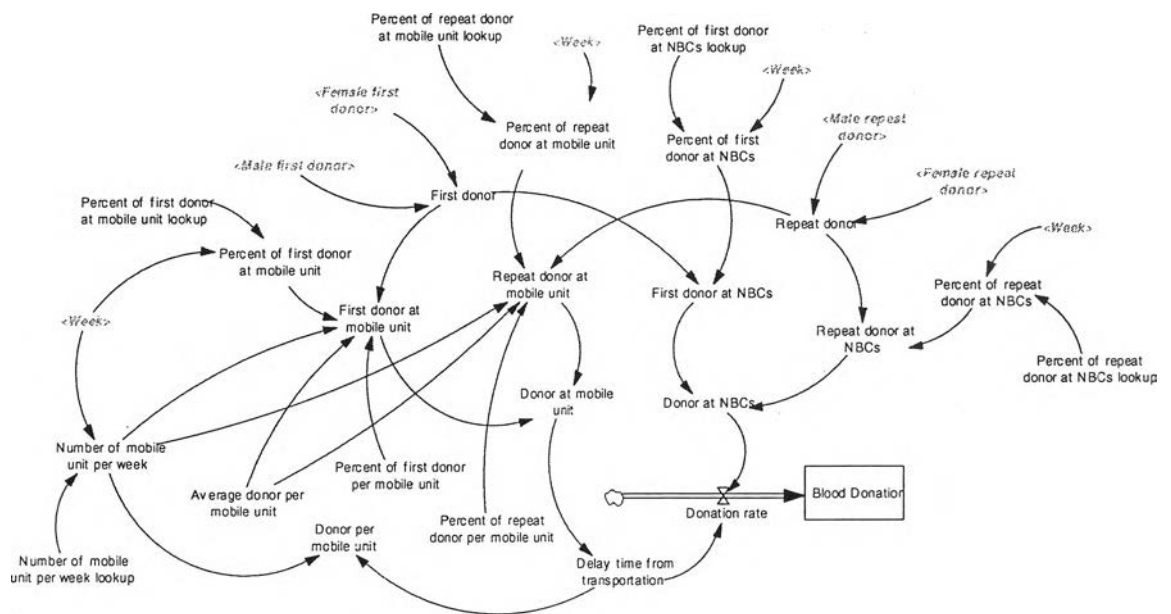 Percent of repeat donor
at mobile unit lookup
<Week>
Percent of first donor
at NBCs lookup
<Week>
<Female first
donor>
Percent of repeat
donor at mobile unit
Percent of first
donor at NBCs
<Male repeat
donor>
<Male first donor>
<Female repeat
donor>
Percent of first donor
at mobile unit lookup
First donor
Repeat donor
<Week>
Percent of first donor
at mobile unit
Repeat donor at
mobile unit
First donor at NBCs
Percent of repeat
donor at NBCs
<Week>
First donor at
mobile unit
Repeat donor at
NBCs
Percent of repeat
donor at NBCs lookup
Donor at mobile
unit
Donor at NBCs
Number of mobile
unit per week
Percent of first donor
per mobile unit
Average donor per
mobile unit
Blood Donation
Donation rate
Percent of repeat
donor per mobile unit
Donor per
mobile unit
Number of mobile
unit per week lookup
Delay time from
transportation